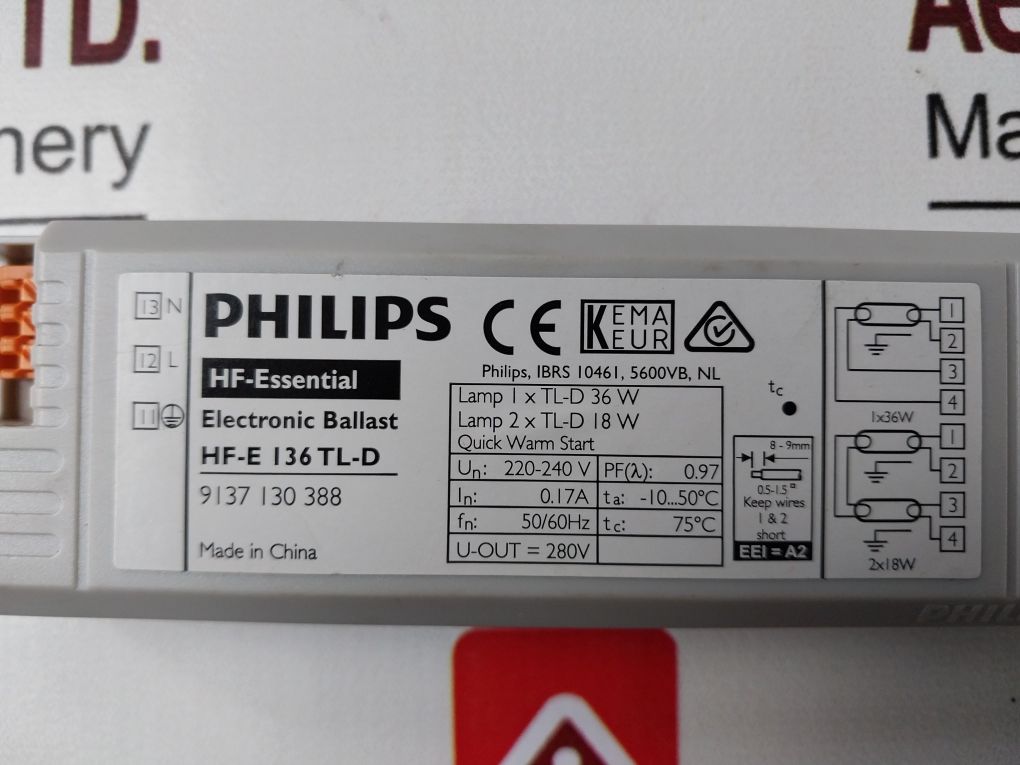 TD.
nery
Ma
13 N
12 L
11
PHILIPS
CE
KEMA
KEUR
HF-Essential
Electronic Ballast
HF-E 136 TL-D
9137 130 388
Made in China
Philips, IBRS 10461, 5600VB, NL
Lamp 1 x TL-D 36 W
Lamp 2 x TL-D 18 W
Quick Warm Start
Un: 220-240 V PF(λ): 0.97
In: 0.17A ta: -10...50°C
fn: 50/60Hz tc: 75°C
U-OUT = 280V
tc
8 - 9mm
0.5-1.5
Keep wires
1 & 2
short
EEI = A2
1
2
3
4
1x36W
1
2
3
4
2x18W
PHIL